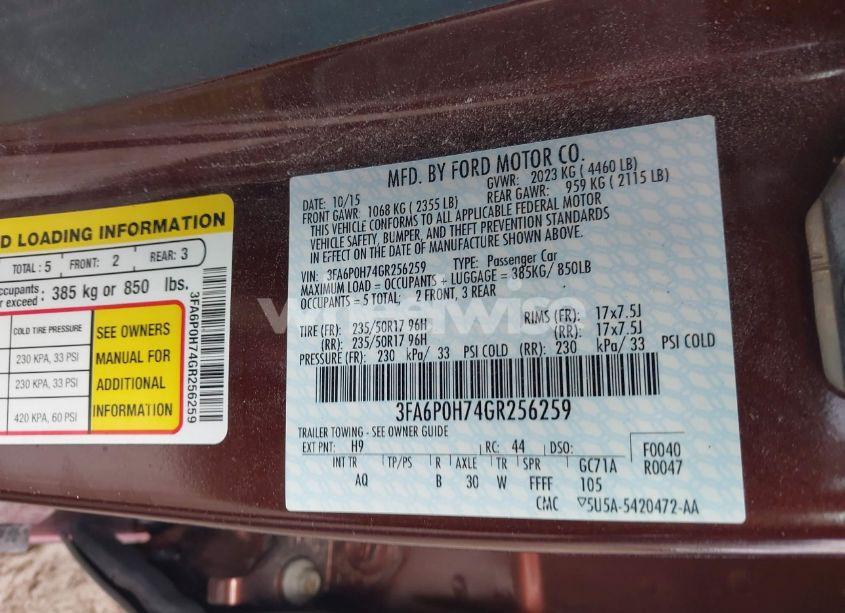 D LOADING INFORMATION
TOTAL : 5 FRONT: 2 REAR: 3
cupants
r exceed : 385 kg or 850 lbs.
COLD TIRE PRESSURE
230 KPA, 33 PSI
230 KPA, 33 PSI
420 KPA, 60 PSI
SEE OWNERS
MANUAL FOR
ADDITIONAL
INFORMATION
3FA6P0H74GR256259
MFD. BY FORD MOTOR CO.
DATE: 10/15 GVWR: 2023 KG ( 4460 LB)
FRONT GAWR: 1068 KG ( 2355 LB) REAR GAWR: 959 KG ( 2115 LB)
THIS VEHICLE CONFORMS TO ALL APPLICABLE FEDERAL MOTOR
VEHICLE SAFETY, BUMPER, AND THEFT PREVENTION STANDARDS
IN EFFECT ON THE DATE OF MANUFACTURE SHOWN ABOVE.
VIN: 3FA6P0H74GR256259 TYPE: Passenger Car
MAXIMUM LOAD = OCCUPANTS + LUGGAGE = 385KG/ 850LB
OCCUPANTS = 5 TOTAL; 2 FRONT, 3 REAR
TIRE (FR): 235/50R17 96H RIMS (FR): 17x7.5J
(RR): 235/50R17 96H (RR): 17x7.5J
PRESSURE (FR): 230 kPa/ 33 PSI COLD (RR): 230 kPa/ 33 PSI COLD
3FA6P0H74GR256259
TRAILER TOWING - SEE OWNER GUIDE
EXT PNT: H9 RC: 44 DSO: F0040
R0047
INT TR TP/PS R AXLE TR SPR GC71A
AQ B 30 W FFFF 105
CMC ▽5U5A-5420472-AA
wheelwise